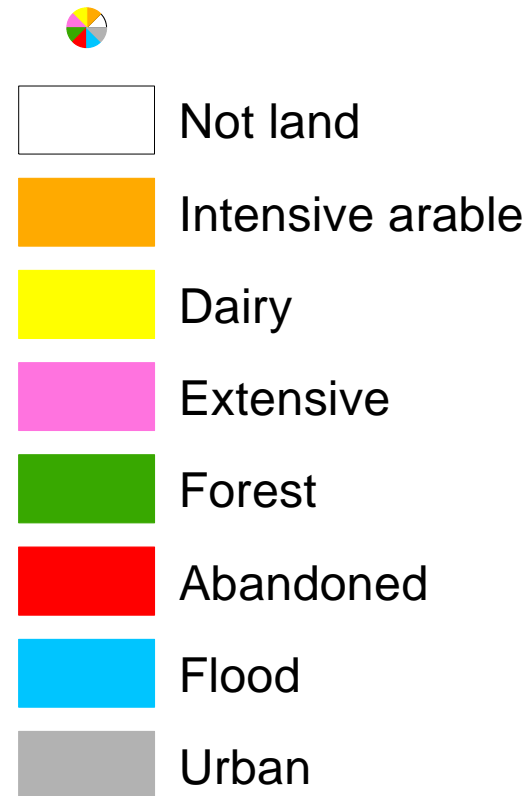 Not land
Intensive arable
Dairy
Extensive
Forest
Abandoned
Flood
Urban